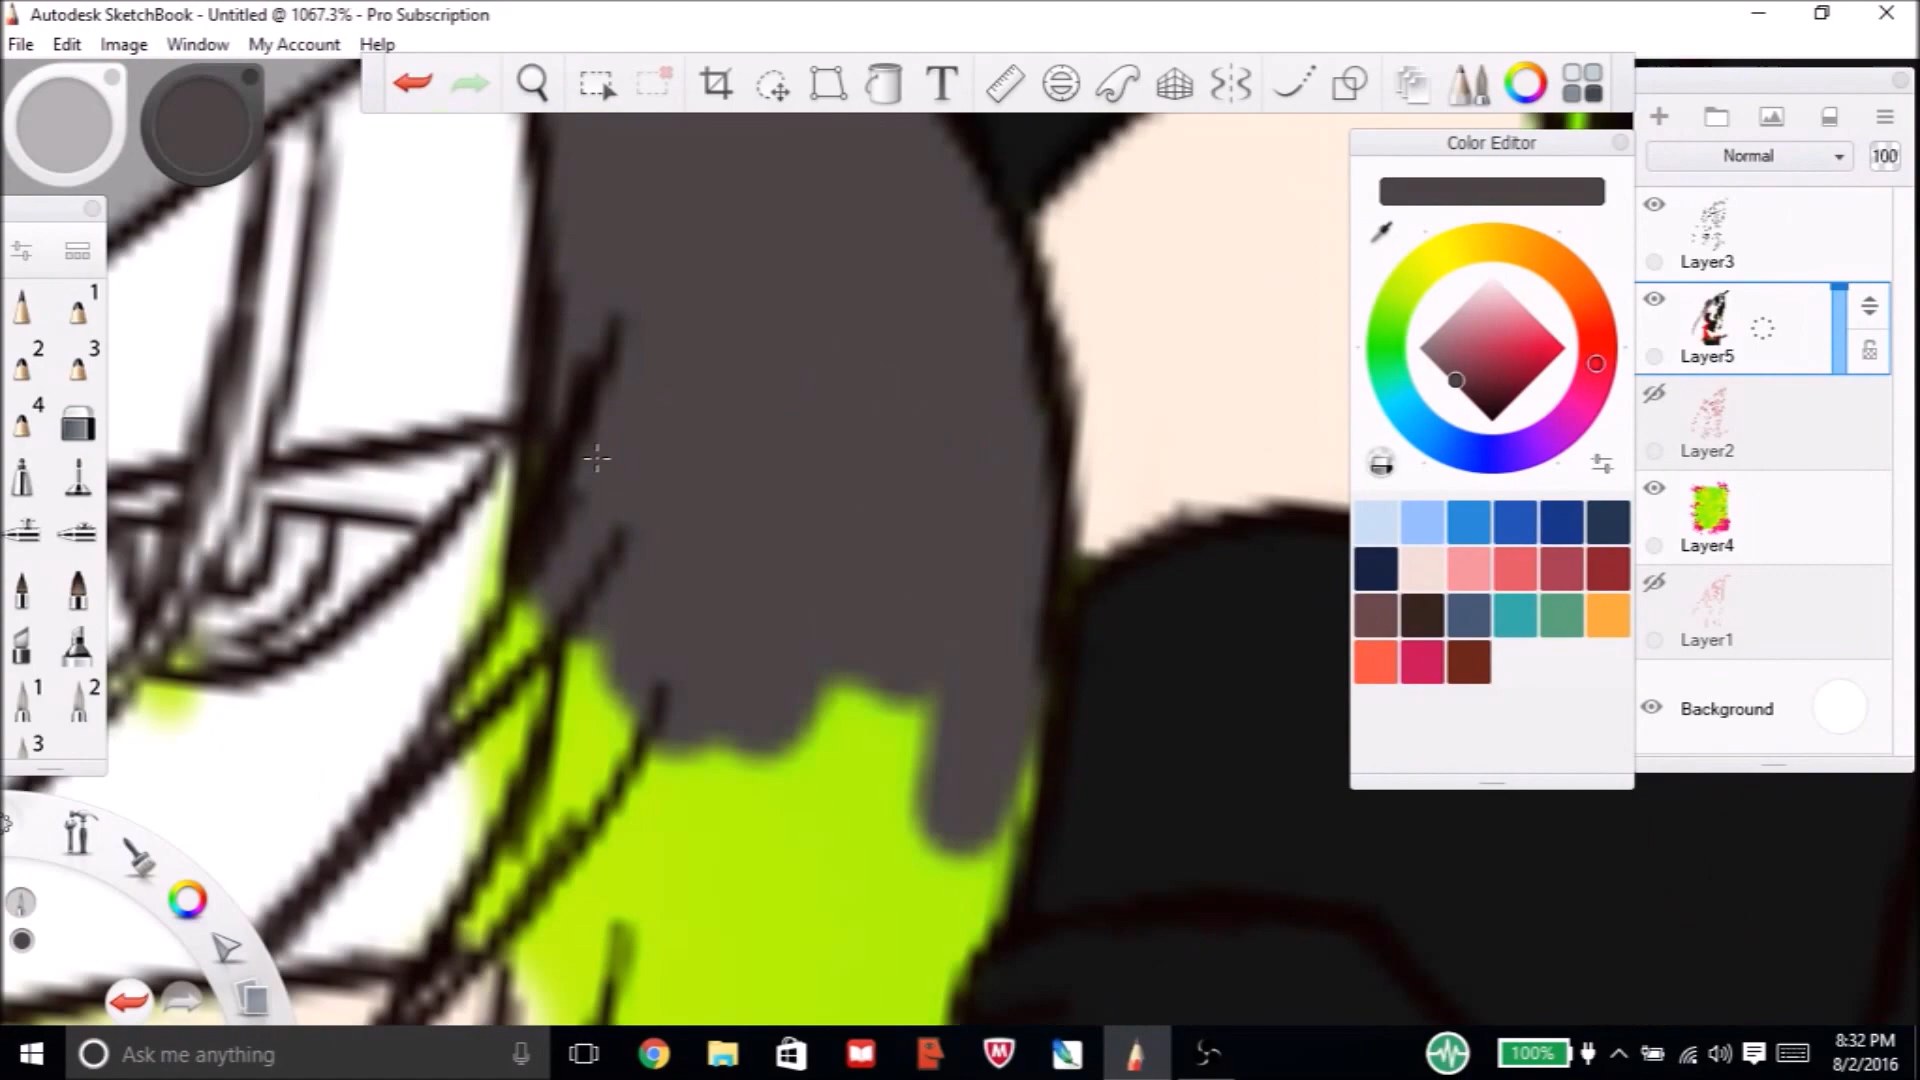 Autodesk SketchBook - Untitled @ 1067.3% - Pro Subscription
File Edit Image Window My Account Help
T
Color Editor
Normal 100
Layer3
Layer5
Layer2
Layer4
Layer1
Background
1
2 3
4
1 2
3
Ask me anything
100%
8:32 PM
8/2/2016